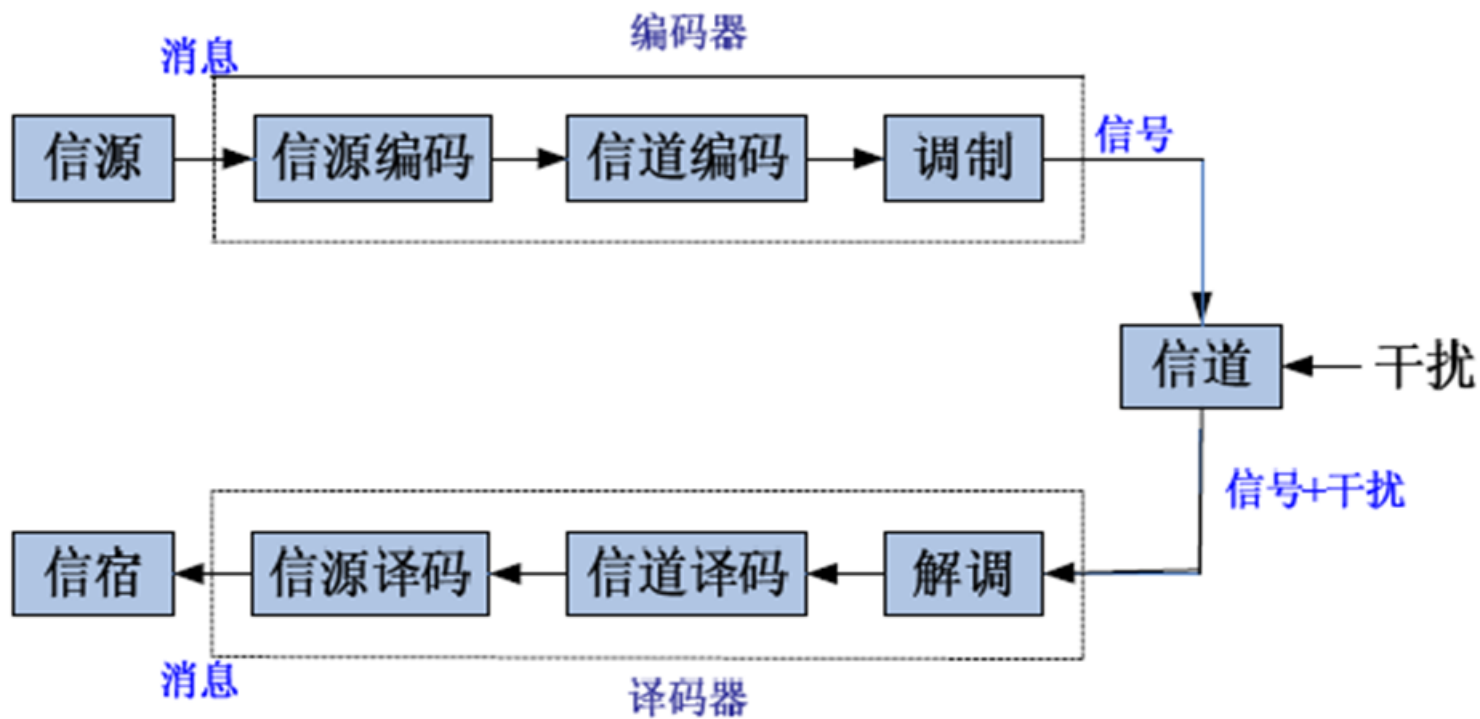 编码器
消息
信源
信源编码
信道编码
调制
信号
信道
干扰
信号+干扰
信宿
信源译码
信道译码
解调
消息
译码器